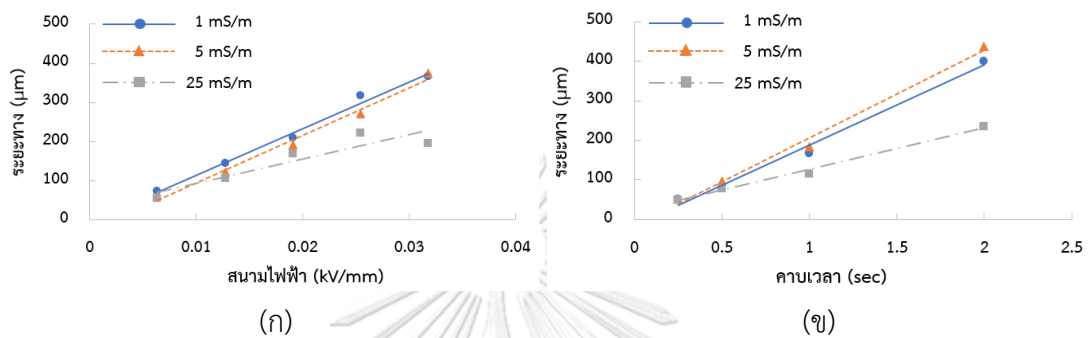 500
400
300
200
100
0
ระยะทาง (µm)
1 mS/m
5 mS/m
25 mS/m
0 0.01 0.02 0.03 0.04
สนามไฟฟ้า (kV/mm)
(ก)
500
400
300
200
100
0
ระยะทาง (µm)
1 mS/m
5 mS/m
25 mS/m
0 0.5 1 1.5 2 2.5
คาบเวลา (sec)
(ข)